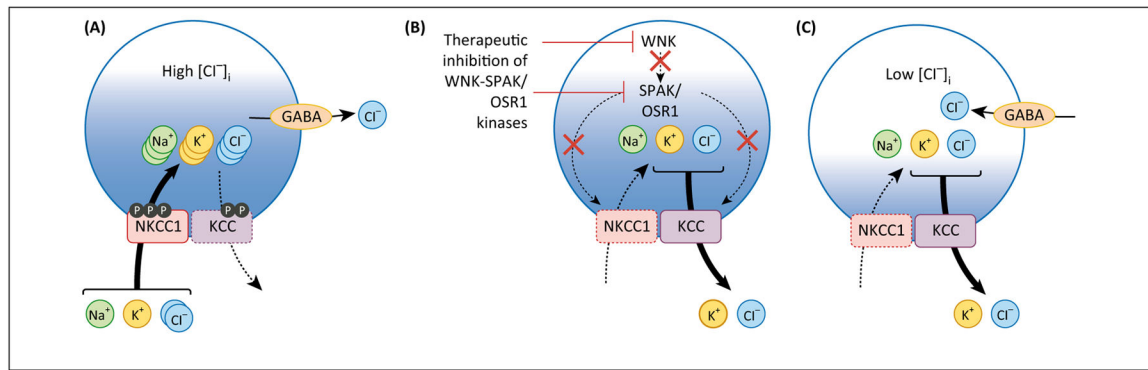 (A)
High [Cl⁻]ᵢ
GABA
Cl⁻
Na⁺
K⁺
Cl⁻
P P P
P P
NKCC1
KCC
Na⁺
K⁺
Cl⁻
(B)
Therapeutic
inhibition of
WNK-SPAK/
OSR1
kinases
WNK
SPAK/
OSR1
Na⁺
K⁺
Cl⁻
NKCC1
KCC
K⁺
Cl⁻
(C)
Low [Cl⁻]ᵢ
Cl⁻
GABA
Na⁺
K⁺
Cl⁻
NKCC1
KCC
K⁺
Cl⁻